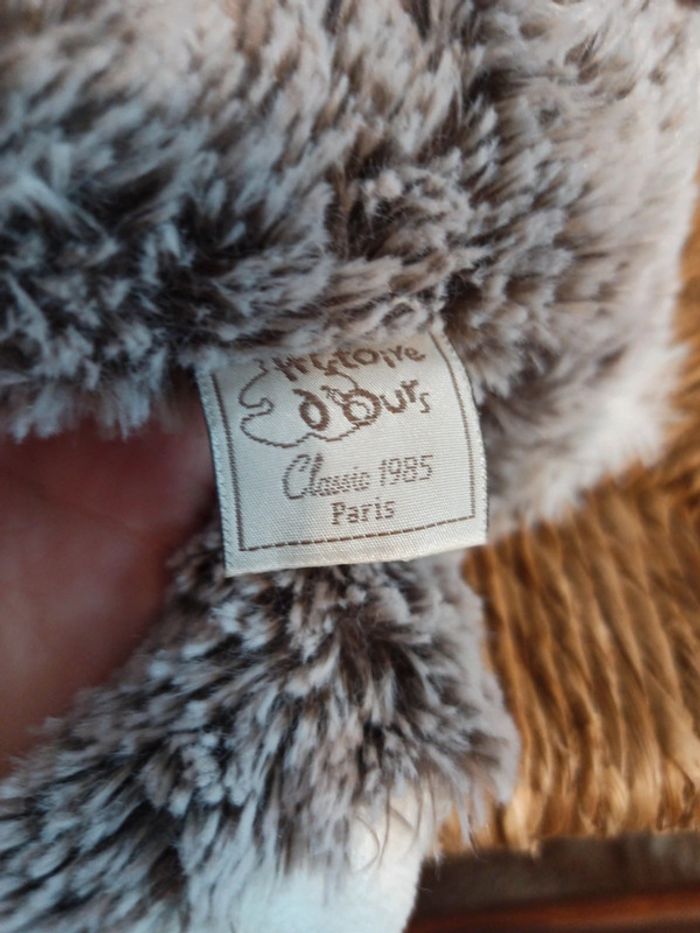 Histoire
d'Ours
Classic 1985
Paris